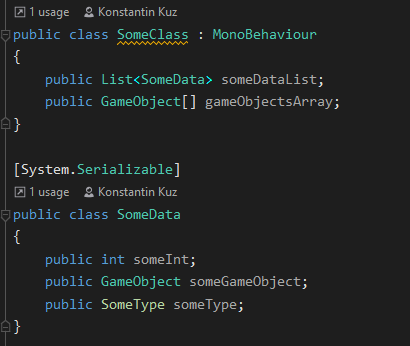 1 usage Konstantin Kuz
public class SomeClass : MonoBehaviour
{
    public List<SomeData> someDataList;
    public GameObject[] gameObjectsArray;
}
[System.Serializable]
1 usage Konstantin Kuz
public class SomeData
{
    public int someInt;
    public GameObject someGameObject;
    public SomeType someType;
}